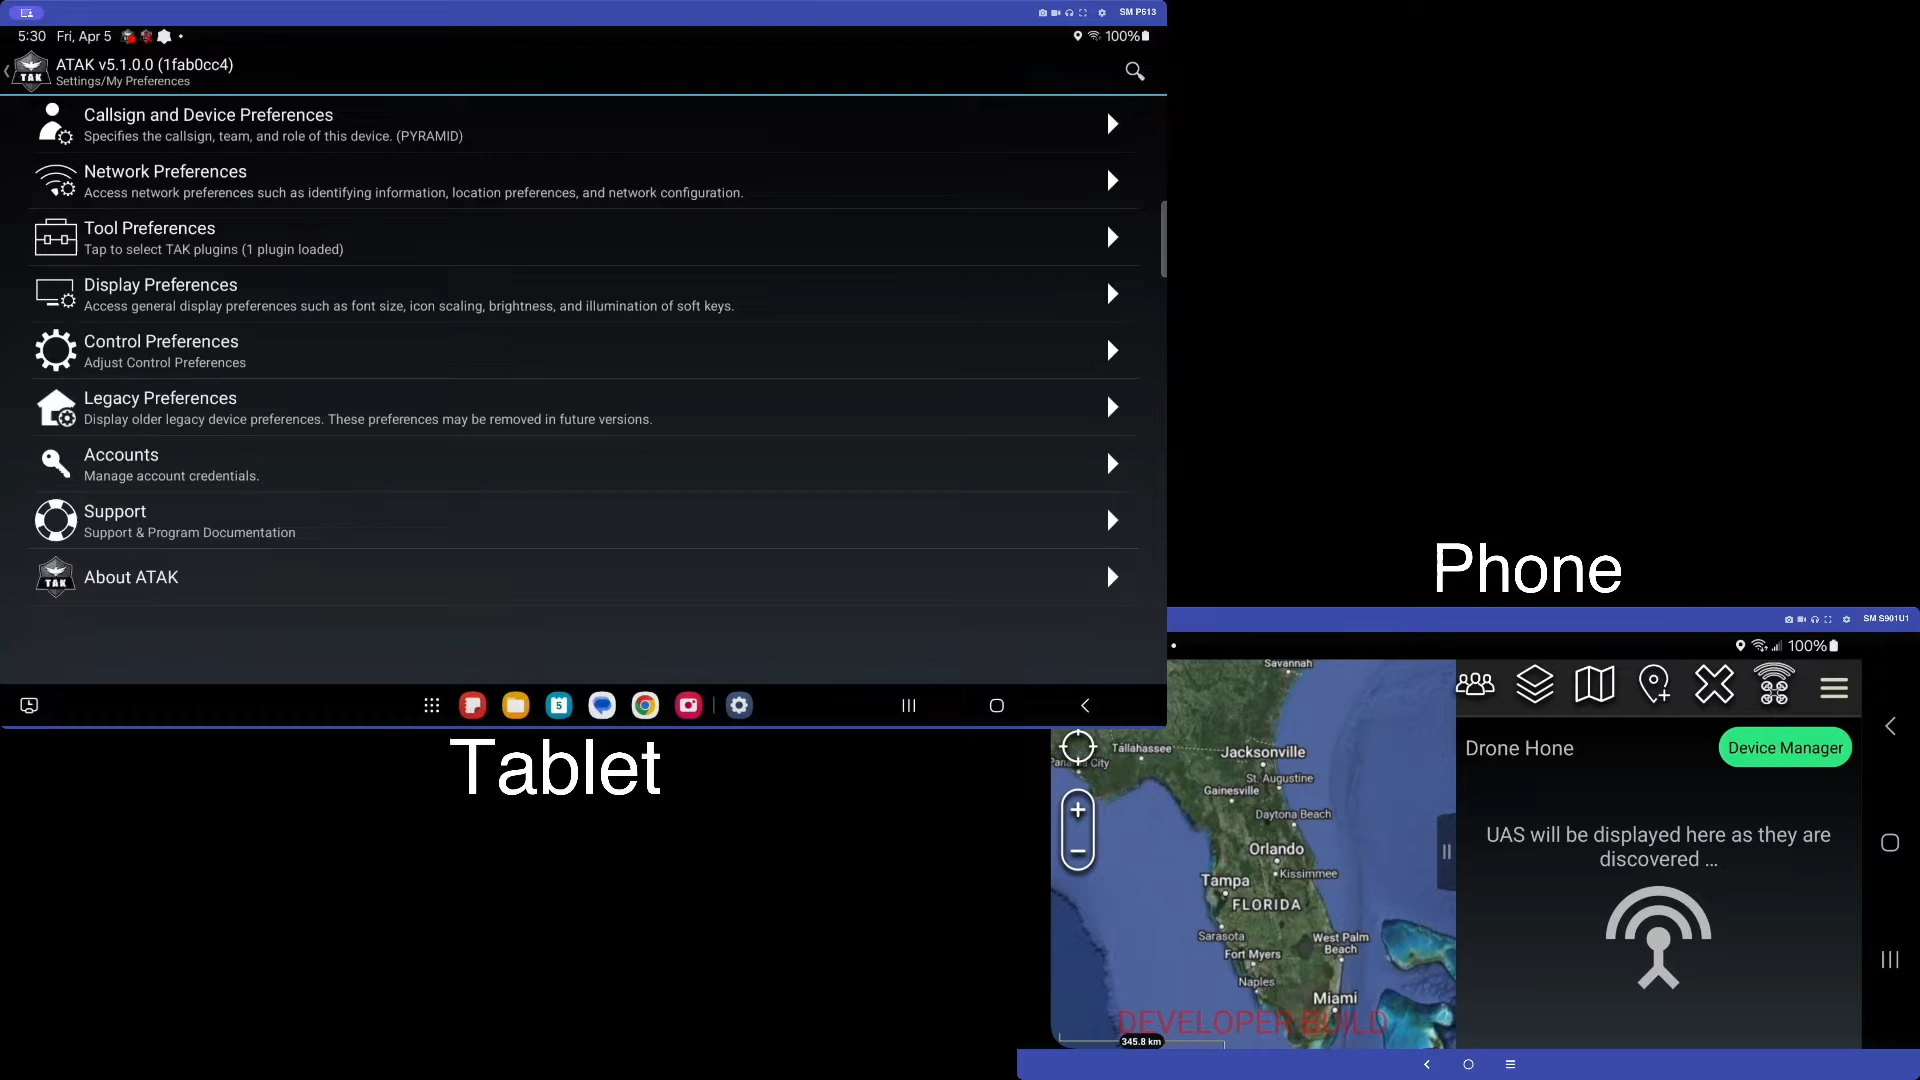 SM P613
5:30 Fri, Apr 5
100%
TAK
ATAK v5.1.0.0 (1fab0cc4)
Settings/My Preferences
Callsign and Device Preferences
Specifies the callsign, team, and role of this device. (PYRAMID)
Network Preferences
Access network preferences such as identifying information, location preferences, and network configuration.
Tool Preferences
Tap to select TAK plugins (1 plugin loaded)
Display Preferences
Access general display preferences such as font size, icon scaling, brightness, and illumination of soft keys.
Control Preferences
Adjust Control Preferences
Legacy Preferences
Display older legacy device preferences. These preferences may be removed in future versions.
Accounts
Manage account credentials.
Support
Support & Program Documentation
TAK
About ATAK
5
Tablet
Phone
SM S901U1
100%
Savannah
Tallahassee
Jacksonville
Panama City
St. Augustine
Gainesville
Daytona Beach
Orlando
Kissimmee
Tampa
FLORIDA
Sarasota
West Palm
Beach
Fort Myers
Naples
Miami
DEVELOPER BUILD
345.8 km
Drone Hone
Device Manager
UAS will be displayed here as they are
discovered ...